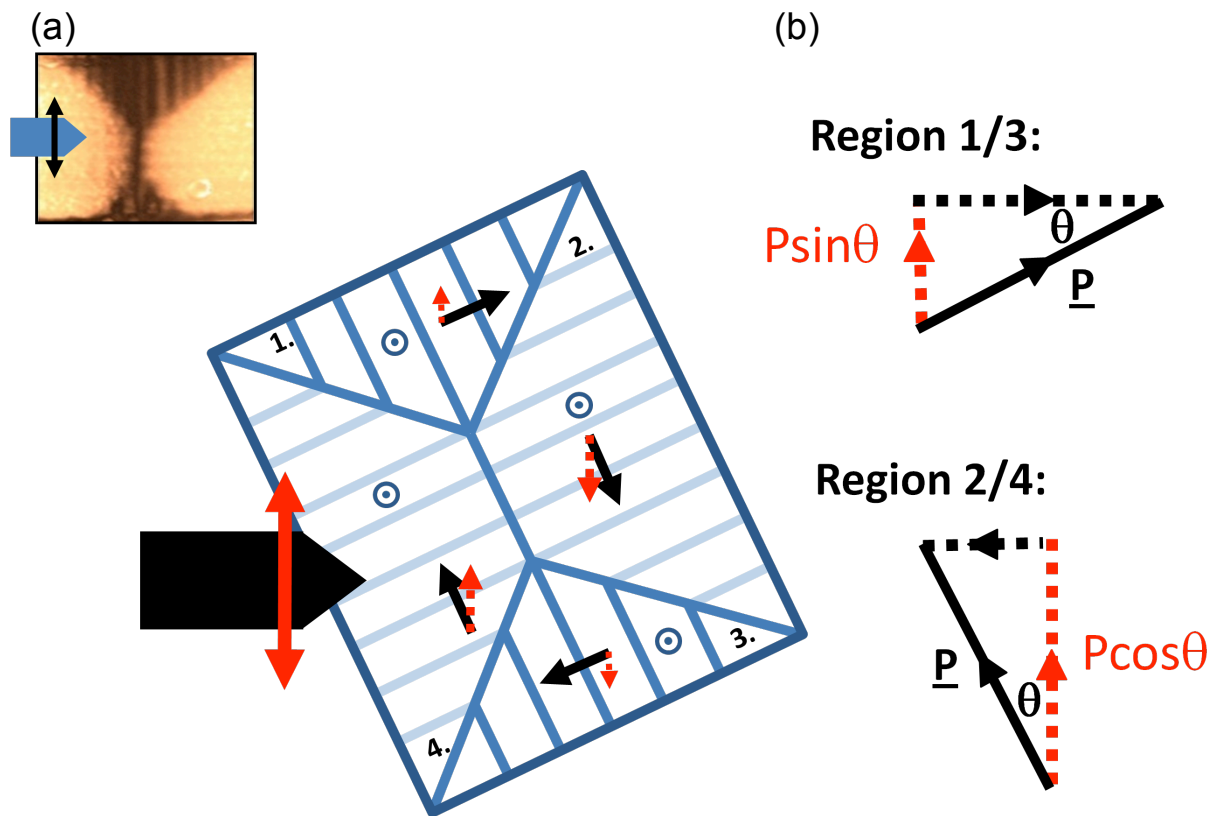 (a)
(b)
Region 1/3:
θ
Psinθ
P
2.
1.
Region 2/4:
3.
P
θ
Pcosθ
4.